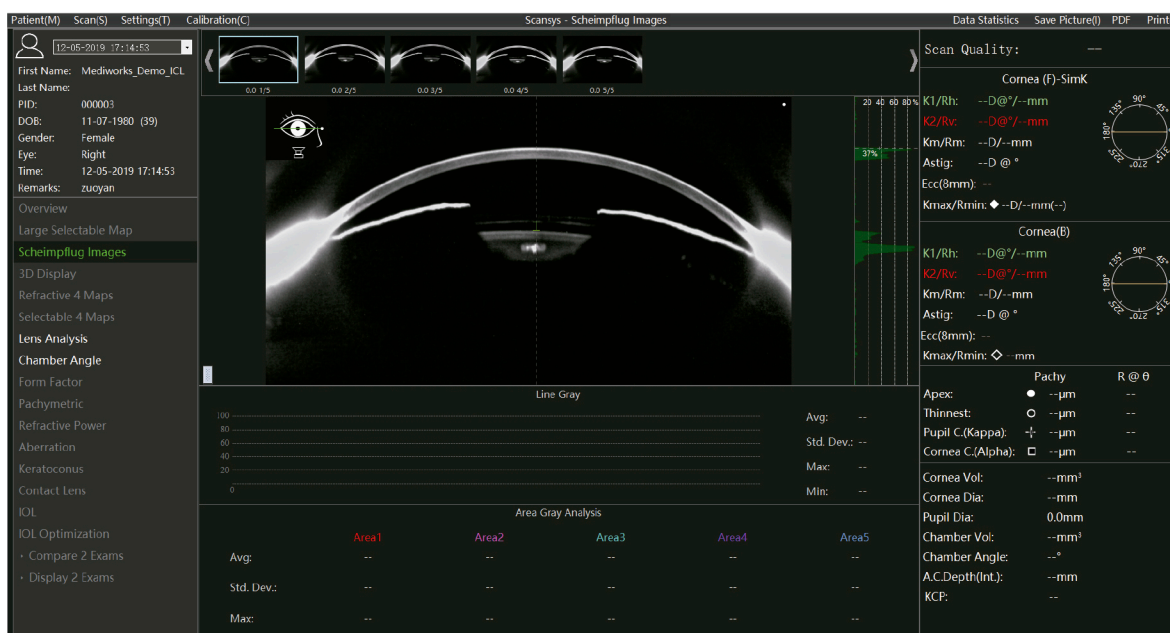 Patient(M) Scan(S) Settings(T) Calibration(C) Scansys - Scheimpflug Images Data Statistics Save Picture(I) PDF Print
12-05-2019 17:14:53
First Name: Mediworks_Demo_ICL
Last Name:
PID: 000003
DOB: 11-07-1980 (39)
Gender: Female
Eye: Right
Time: 12-05-2019 17:14:53
Remarks: zuoyan
Overview
Large Selectable Map
Scheimpflug Images
3D Display
Refractive 4 Maps
Selectable 4 Maps
Lens Analysis
Chamber Angle
Form Factor
Pachymetric
Refractive Power
Aberration
Keratoconus
Contact Lens
IOL
IOL Optimization
· Compare 2 Exams
· Display 2 Exams
0.0 1/5 0.0 2/5 0.0 3/5 0.0 4/5 0.0 5/5
20 40 60 80 %
37%
Line Gray
100
80
60
40
20
0
Avg: --
Std. Dev.: --
Max: --
Min: --
Area Gray Analysis
Area1 Area2 Area3 Area4 Area5
Avg: -- -- -- -- --
Std. Dev.: -- -- -- -- --
Max: -- -- -- -- --
Scan Quality: --
Cornea (F)-SimK
K1/Rh: --D@°/--mm
K2/Rv: --D@°/--mm
Km/Rm: --D/--mm
Astig: --D @ °
Ecc(8mm): --
Kmax/Rmin: --D/--mm(--)
90°
135° 45°
180°
225° 315°
270°
Cornea(B)
K1/Rh: --D@°/--mm
K2/Rv: --D@°/--mm
Km/Rm: --D/--mm
Astig: --D @ °
Ecc(8mm): --
Kmax/Rmin: --mm
90°
135° 45°
180°
225° 315°
270°
Pachy R @ θ
Apex: --μm --
Thinnest: --μm --
Pupil C.(Kappa): --μm --
Cornea C.(Alpha): --μm --
Cornea Vol: --mm³
Cornea Dia: --mm
Pupil Dia: 0.0mm
Chamber Vol: --mm³
Chamber Angle: --°
A.C.Depth(Int.): --mm
KCP: --